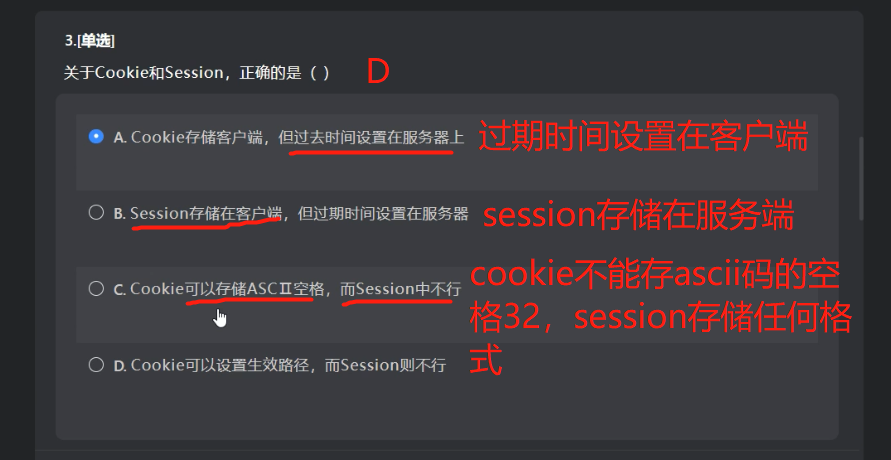 3.[单选]
关于Cookie和Session，正确的是（ ）
D
A. Cookie存储客户端，但过去时间设置在服务器上
过期时间设置在客户端
B. Session存储在客户端，但过期时间设置在服务器
session存储在服务端
C. Cookie可以存储ASCⅡ空格，而Session中不行
cookie不能存ascii码的空
格32，session存储任何格
式
D. Cookie可以设置生效路径，而Session则不行